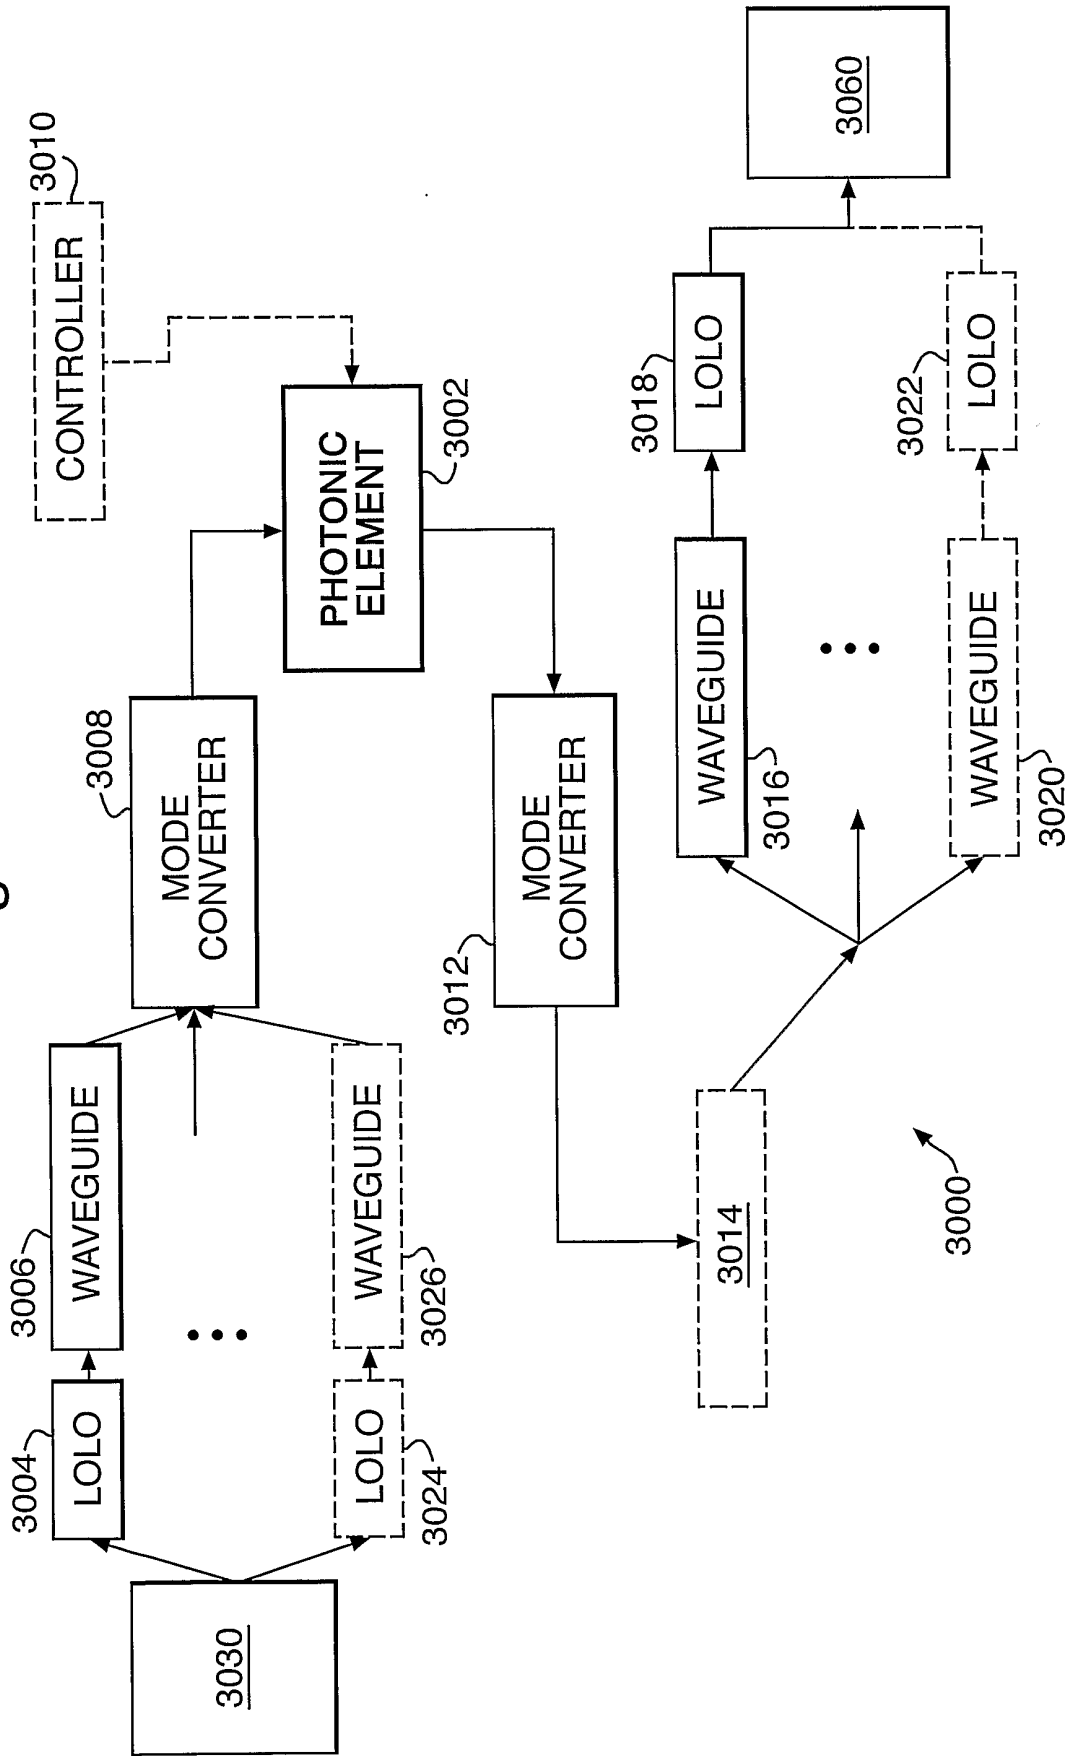 3010
CONTROLLER
3008
MODE
CONVERTER
3006
WAVEGUIDE
3004
LOLO
3030
3024
LOLO
3026
WAVEGUIDE
PHOTONIC
ELEMENT
3002
3012
MODE
CONVERTER
3014
3000
3016
WAVEGUIDE
3018
LOLO
3020
WAVEGUIDE
3022
LOLO
3060